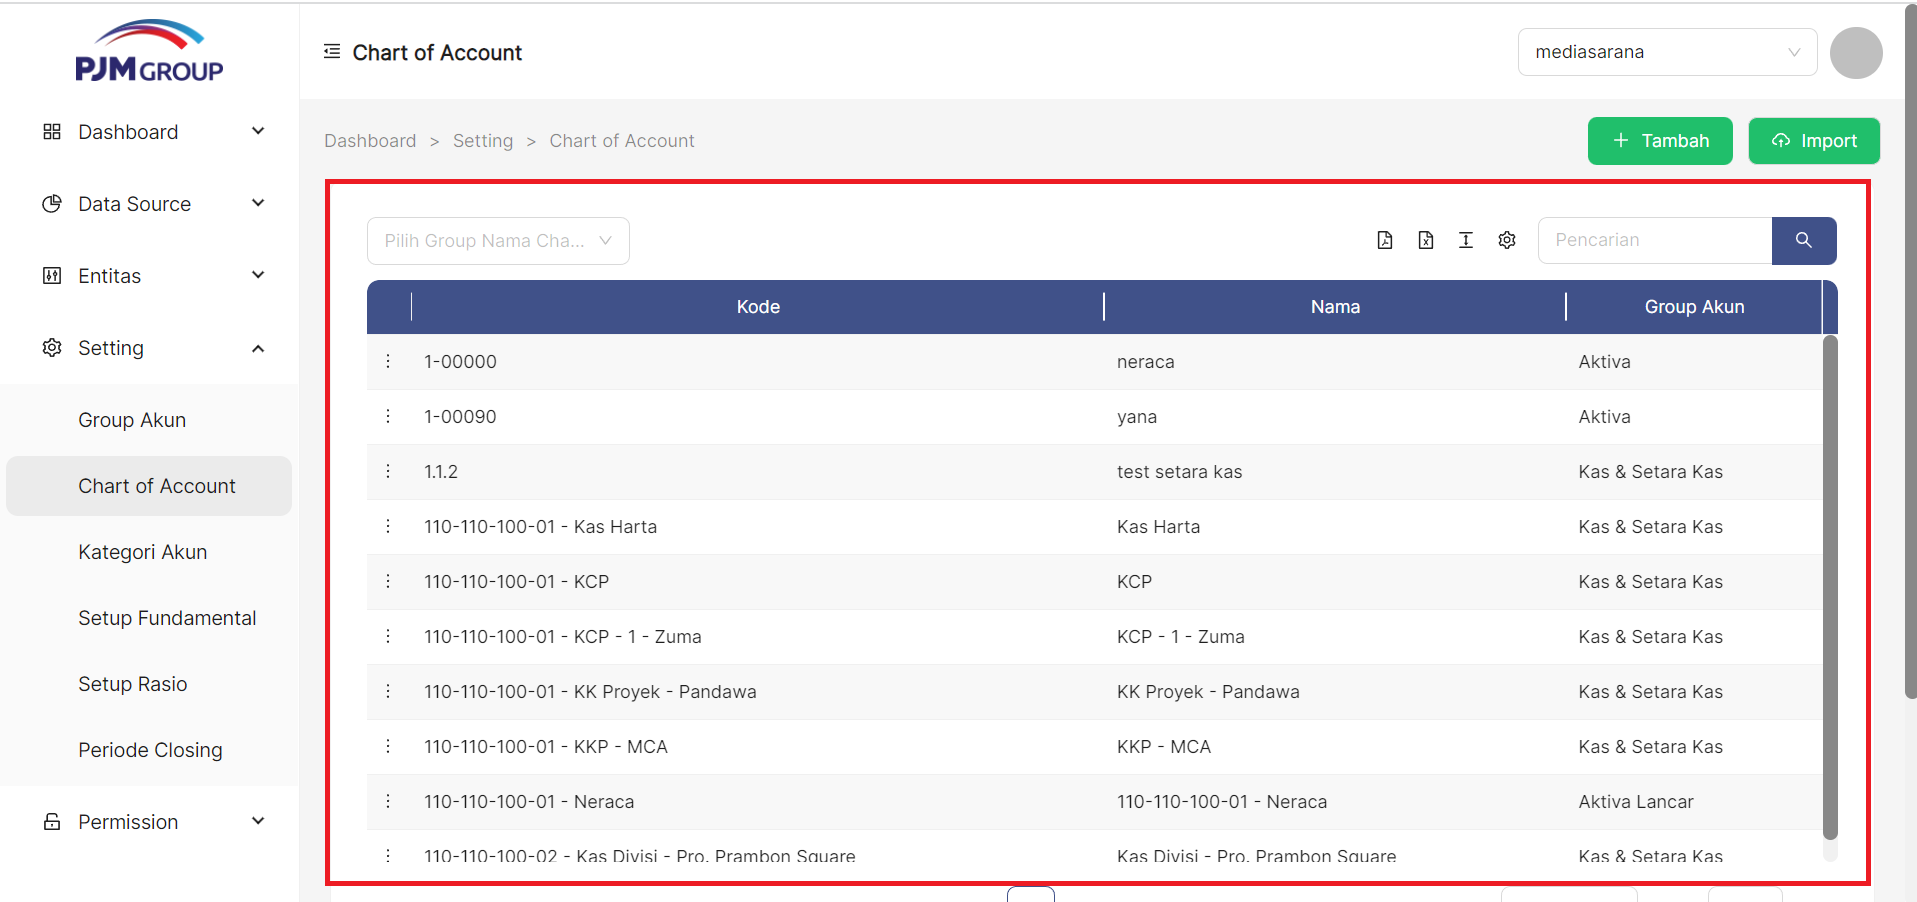 PJM GROUP
Chart of Account
mediasarana
Dashboard
Data Source
Entitas
Setting
Group Akun
Chart of Account
Kategori Akun
Setup Fundamental
Setup Rasio
Periode Closing
Permission
Dashboard > Setting > Chart of Account
+ Tambah
Import
Pilih Group Nama Cha...
Pencarian
Kode Nama Group Akun
1-00000 neraca Aktiva
1-00090 yana Aktiva
1.1.2 test setara kas Kas & Setara Kas
110-110-100-01 - Kas Harta Kas Harta Kas & Setara Kas
110-110-100-01 - KCP KCP Kas & Setara Kas
110-110-100-01 - KCP - 1 - Zuma KCP - 1 - Zuma Kas & Setara Kas
110-110-100-01 - KK Proyek - Pandawa KK Proyek - Pandawa Kas & Setara Kas
110-110-100-01 - KKP - MCA KKP - MCA Kas & Setara Kas
110-110-100-01 - Neraca 110-110-100-01 - Neraca Aktiva Lancar
110-110-100-02 - Kas Divisi - Pro. Prambon Square Kas Divisi - Pro. Prambon Square Kas & Setara Kas